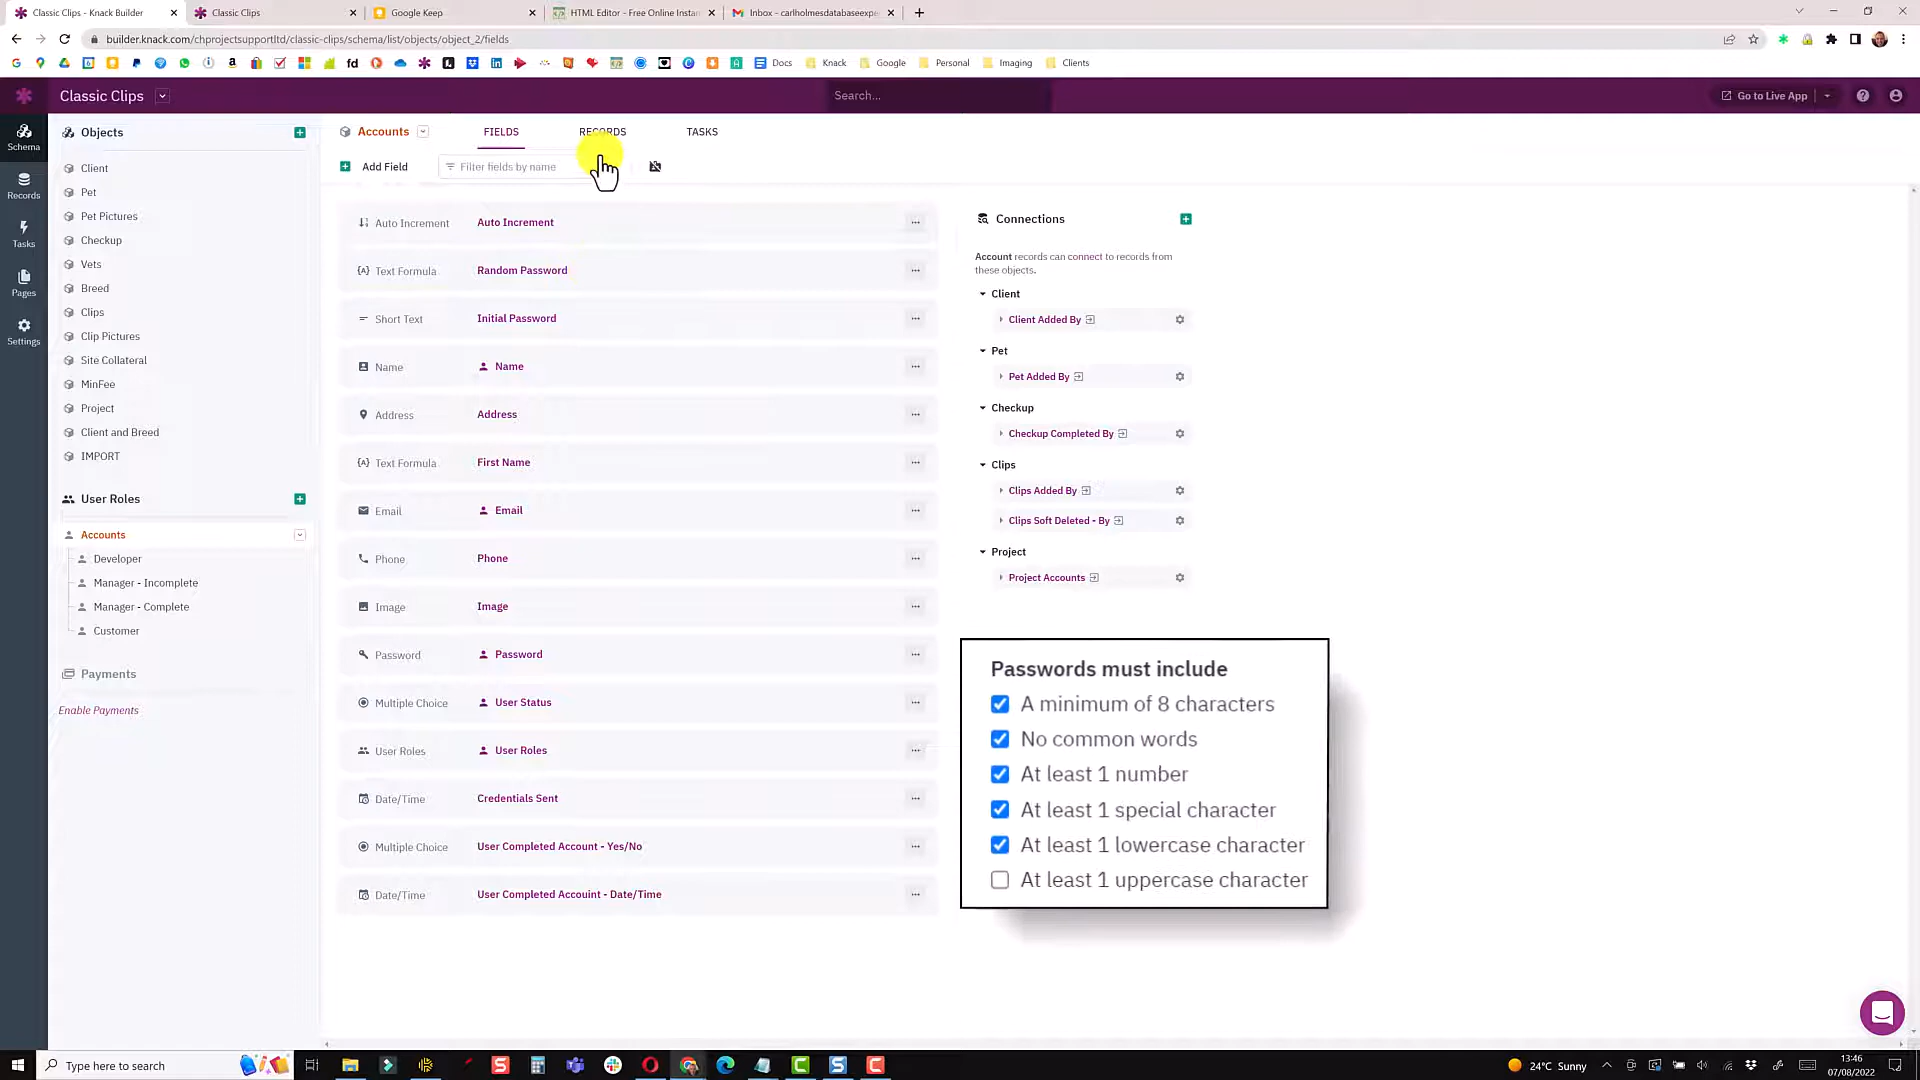 Classic Clips - Knack Builder
Classic Clips
Google Keep
HTML Editor - Free Online Instan
Inbox - carlholmesdatabaseexpe
builder.knack.com/chprojectsupportltd/classic-clips/schema/list/objects/object_2/fields
Docs
Knack
Google
Personal
Imaging
Clients
Classic Clips
Search...
Go to Live App
Schema
Records
Tasks
Pages
Settings
Objects
Client
Pet
Pet Pictures
Checkup
Vets
Breed
Clips
Clip Pictures
Site Collateral
MinFee
Project
Client and Breed
IMPORT
User Roles
Accounts
Developer
Manager - Incomplete
Manager - Complete
Customer
Payments
Enable Payments
Accounts
FIELDS
RECORDS
TASKS
Add Field
Filter fields by name
Auto Increment Auto Increment
Text Formula Random Password
Short Text Initial Password
Name Name
Address Address
Text Formula First Name
Email Email
Phone Phone
Image Image
Password Password
Multiple Choice User Status
User Roles User Roles
Date/Time Credentials Sent
Multiple Choice User Completed Account - Yes/No
Date/Time User Completed Accoiunt - Date/Time
Connections
Account records can connect to records from
these objects.
Client
Client Added By
Pet
Pet Added By
Checkup
Checkup Completed By
Clips
Clips Added By
Clips Soft Deleted - By
Project
Project Accounts
Passwords must include
A minimum of 8 characters
No common words
At least 1 number
At least 1 special character
At least 1 lowercase character
At least 1 uppercase character
Type here to search
24°C Sunny
13:46
07/08/2022